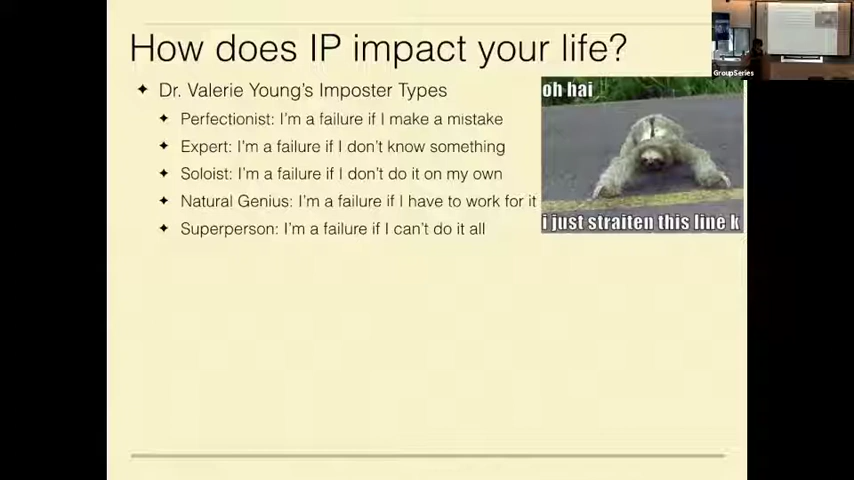 How does IP impact your life?
GroupSeries
✦ Dr. Valerie Young's Imposter Types
✦ Perfectionist: I'm a failure if I make a mistake
✦ Expert: I'm a failure if I don't know something
✦ Soloist: I'm a failure if I don't do it on my own
✦ Natural Genius: I'm a failure if I have to work for it
✦ Superperson: I'm a failure if I can't do it all
oh hai
i just straiten this line k